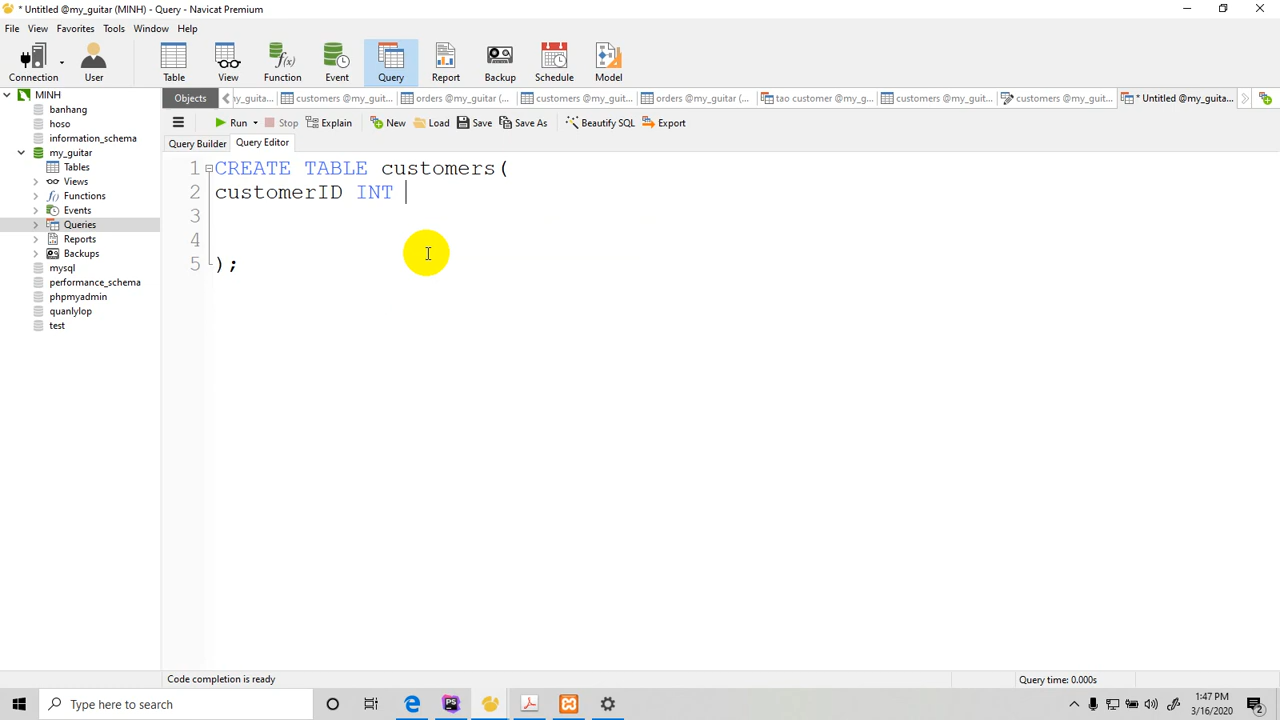 * Untitled @my_guitar (MINH) - Query - Navicat Premium
File View Favorites Tools Window Help
Connection User Table View Function Event Query Report Backup Schedule Model
MINH
banhang
hoso
information_schema
my_guitar
Tables
Views
Functions
Events
Queries
Reports
Backups
mysql
performance_schema
phpmyadmin
quanlylop
test
Objects y_guita... customers @my_guit... orders @my_guitar (... customers @my_guit... orders @my_guitar (... tao customer @my_g... customers @my_guit... customers @my_guit... * Untitled @my_guita...
Run Stop Explain New Load Save Save As Beautify SQL Export
Query Builder Query Editor
1 CREATE TABLE customers(
2 customerID INT
3
4
5 );
Code completion is ready Query time: 0.000s
Type here to search
PS
1:47 PM
3/16/2020
2